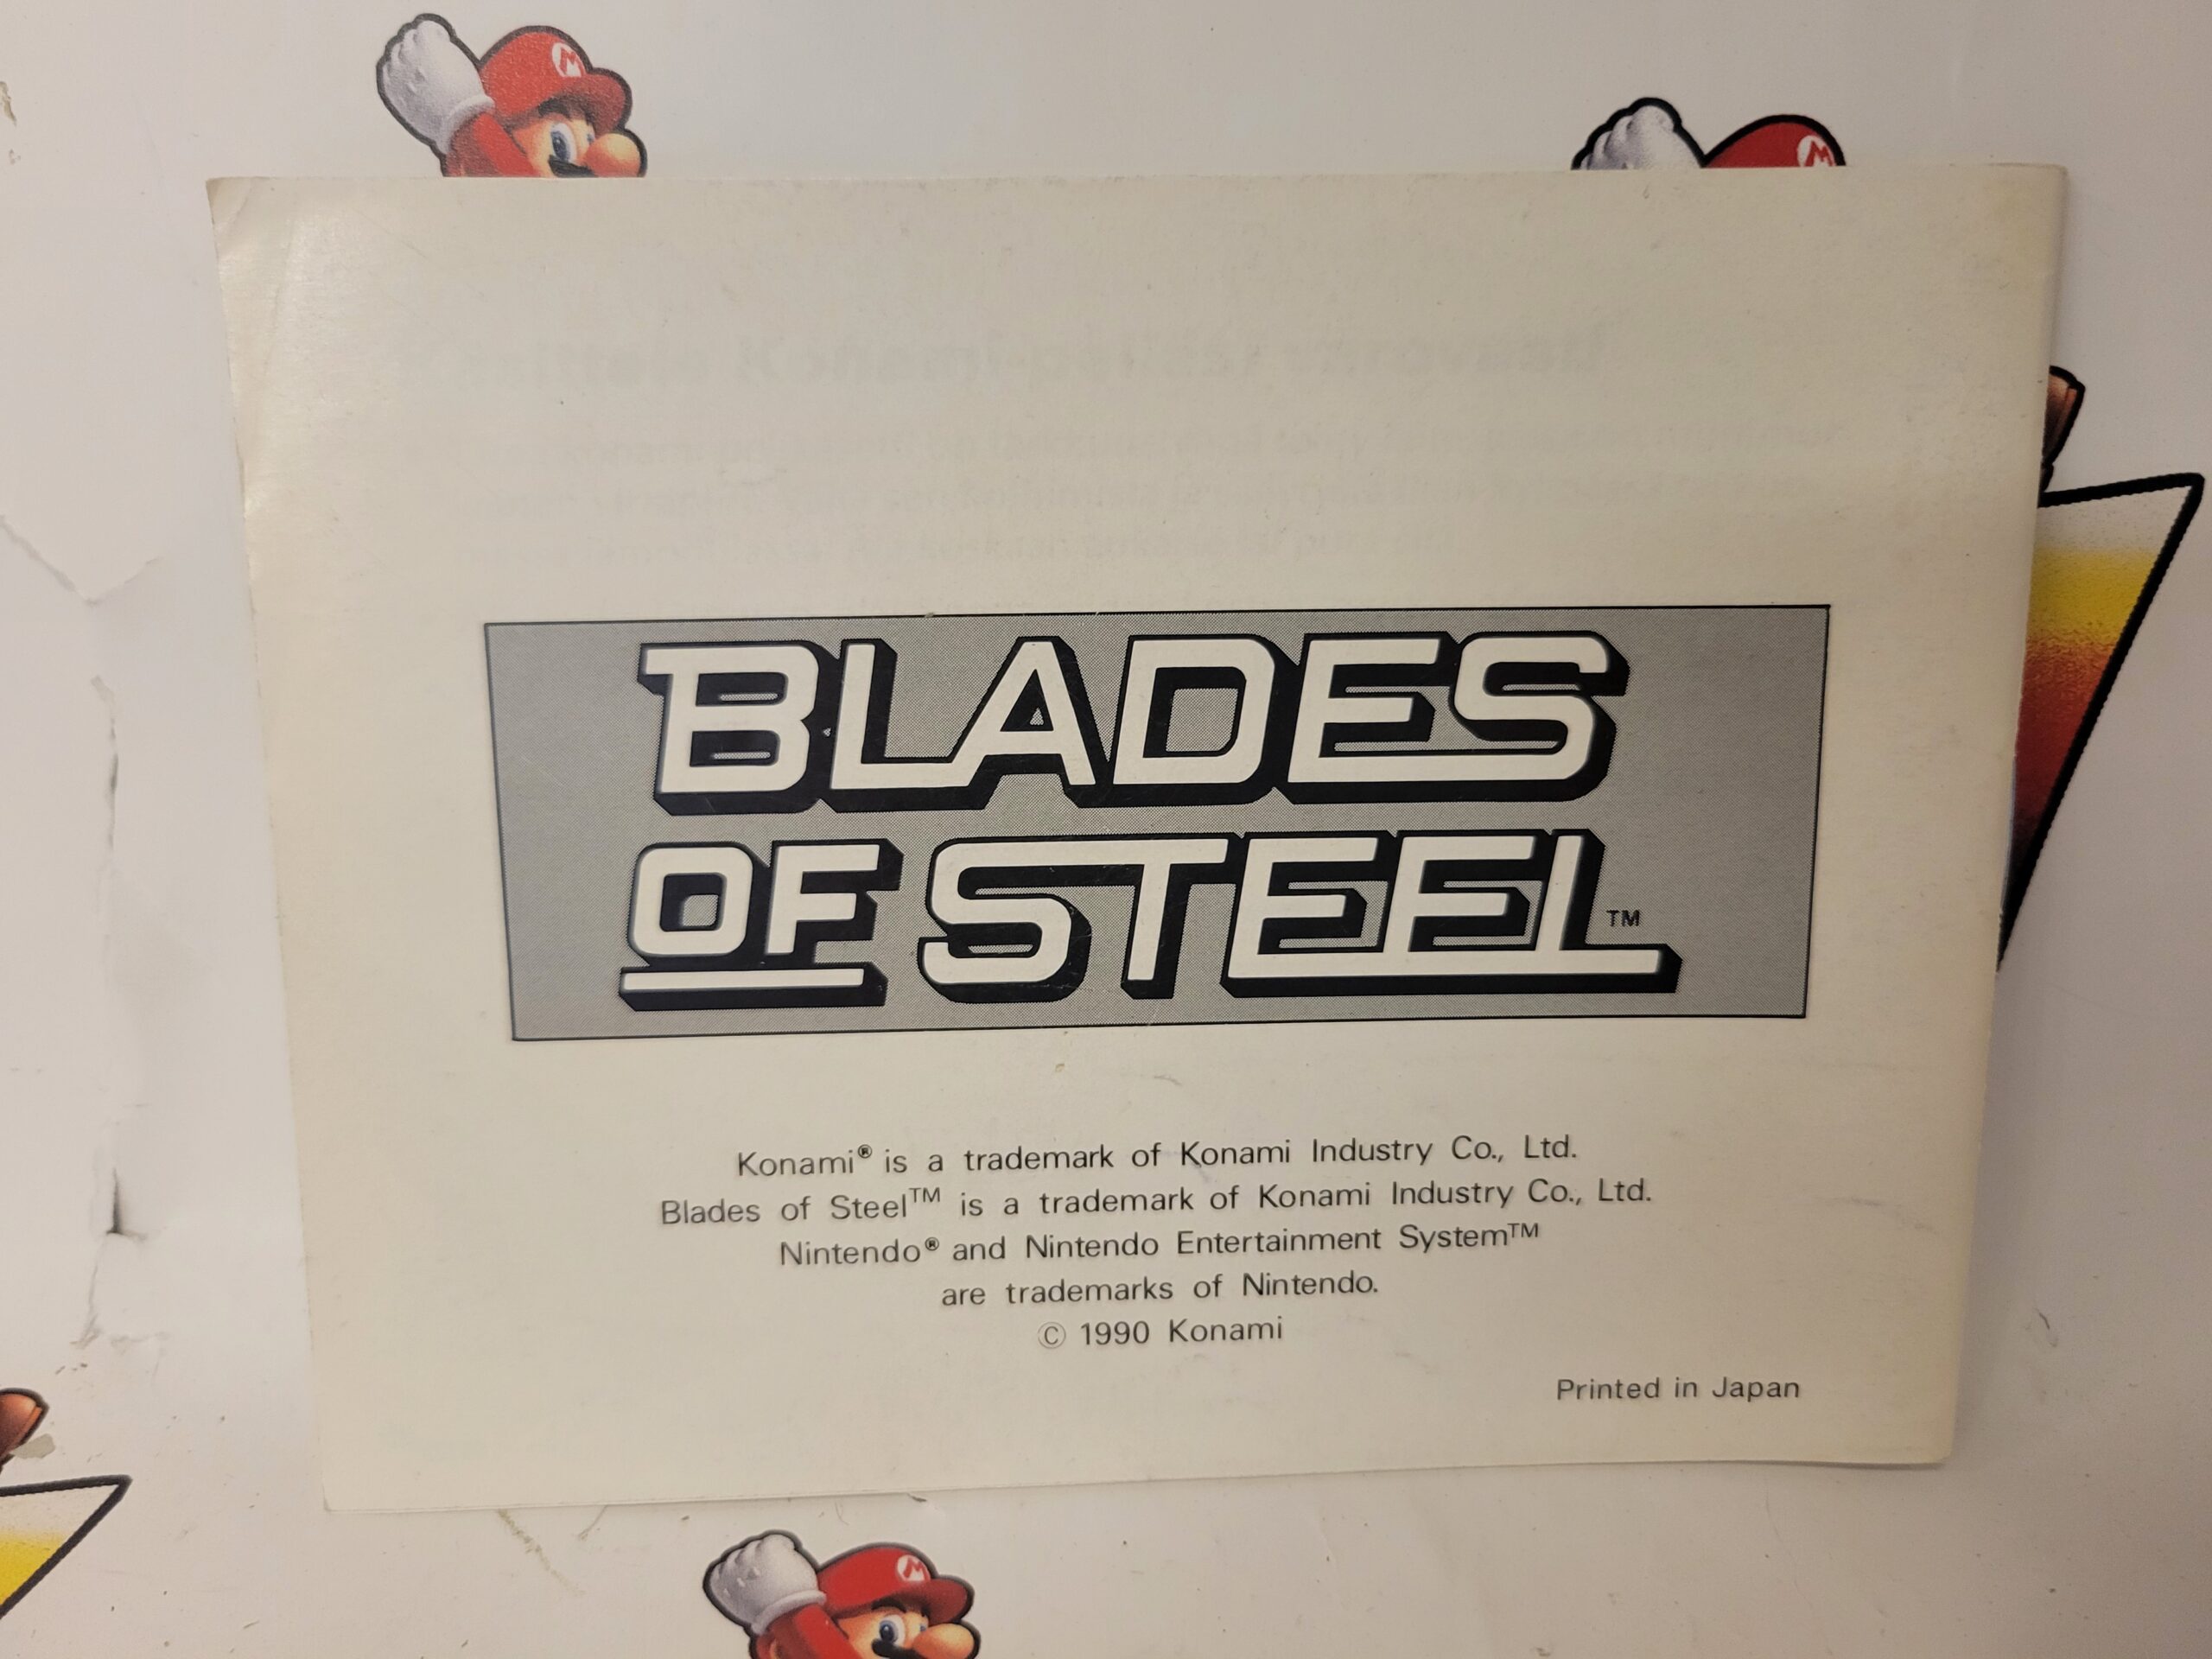 BLADES
OF STEEL™
Konami® is a trademark of Konami Industry Co., Ltd.
Blades of Steel™ is a trademark of Konami Industry Co., Ltd.
Nintendo® and Nintendo Entertainment System™
are trademarks of Nintendo.
© 1990 Konami
Printed in Japan